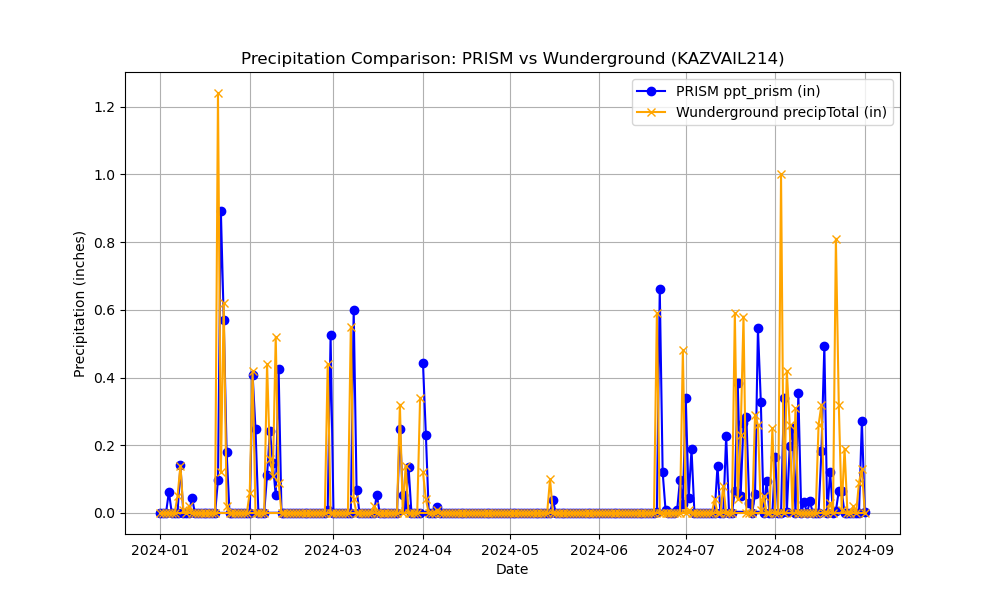 Precipitation Comparison: PRISM vs Wunderground (KAZVAIL214)
PRISM ppt_prism (in)
Wunderground precipTotal (in)
Precipitation (inches)
1.2
1.0
0.8
0.6
0.4
0.2
0.0
2024-01 2024-02 2024-03 2024-04 2024-05 2024-06 2024-07 2024-08 2024-09
Date